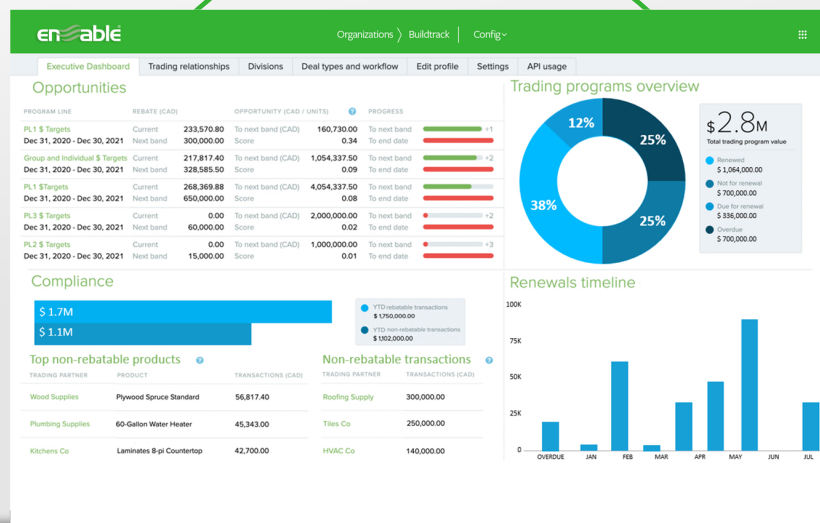 enable
Organizations 〉 Buildtrack | Config
Executive Dashboard Trading relationships Divisions Deal types and workflow Edit profile Settings API usage
Opportunities
PROGRAM LINE REBATE (CAD) OPPORTUNITY (CAD / UNITS) ? PROGRESS
PL1 $ Targets Current 233,570.80 To next band (CAD) 160,730.00 To next band +1
Dec 31, 2020 - Dec 30, 2021 Next band 300,000.00 Score 0.34 To end date
Group and Individual $ Targets Current 217,817.40 To next band (CAD) 1,054,337.50 To next band +2
Dec 31, 2020 - Dec 30, 2021 Next band 328,585.50 Score 0.09 To end date
PL1 $Targets Current 268,369.88 To next band (CAD) 4,054,337.50 To next band
Dec 31, 2020 - Dec 30, 2021 Next band 650,000.00 Score 0.08 To end date
PL3 $ Targets Current 0.00 To next band (CAD) 2,000,000.00 To next band +2
Dec 31, 2020 - Dec 30, 2021 Next band 60,000.00 Score 0.02 To end date
PL2 $ Targets Current 0.00 To next band (CAD) 1,000,000.00 To next band +3
Dec 31, 2020 - Dec 30, 2021 Next band 15,000.00 Score 0.01 To end date
Trading programs overview
12%
25%
38%
25%
$2.8M
Total trading program value
Renewed
$ 1,064,000.00
Not for renewal
$ 700,000.00
Due for renewal
$ 336,000.00
Overdue
$ 700,000.00
Compliance
$ 1.7M
$ 1.1M
YTD rebatable transactions
$ 1,750,000.00
YTD non-rebatable transactions
$ 1,102,000.00
Top non-rebatable products ?
TRADING PARTNER PRODUCT TRANSACTIONS (CAD)
Wood Supplies Plywood Spruce Standard 56,817.40
Plumbing Supplies 60-Gallon Water Heater 45,343.00
Kitchens Co Laminates 8-pi Countertop 42,700.00
Non-rebatable transactions ?
TRADING PARTNER TRANSACTIONS (CAD)
Roofing Supply 300,000.00
Tiles Co 250,000.00
HVAC Co 140,000.00
Renewals timeline
100K
75K
50K
25K
0
OVERDUE JAN FEB MAR APR MAY JUN JUL